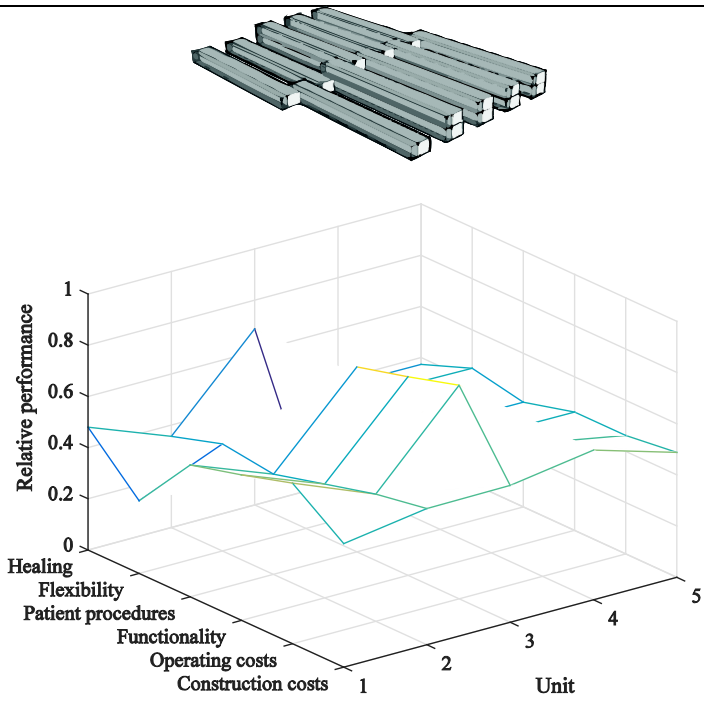 1
0.8
0.6
0.4
0.2
0
Relative performance
Healing
Flexibility
Patient procedures
Functionality
Operating costs
Construction costs
1
2
3
4
5
Unit